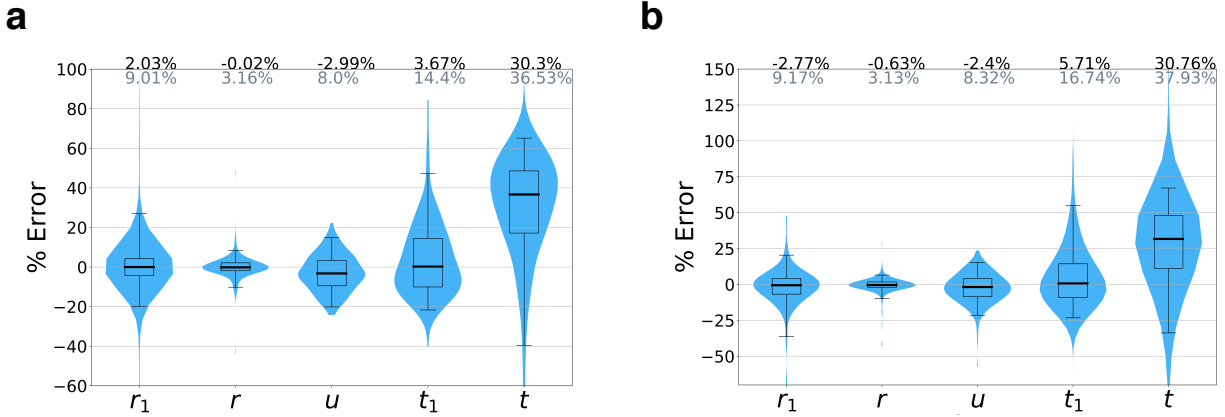 a
2.03% -0.02% -2.99% 3.67% 30.3%
9.01% 3.16% 8.0% 14.4% 36.53%
100
80
60
40
20
0
−20
−40
−60
% Error
r1 r u t1 t
b
-2.77% -0.63% -2.4% 5.71% 30.76%
9.17% 3.13% 8.32% 16.74% 37.93%
150
125
100
75
50
25
0
−25
−50
% Error
r1 r u t1 t